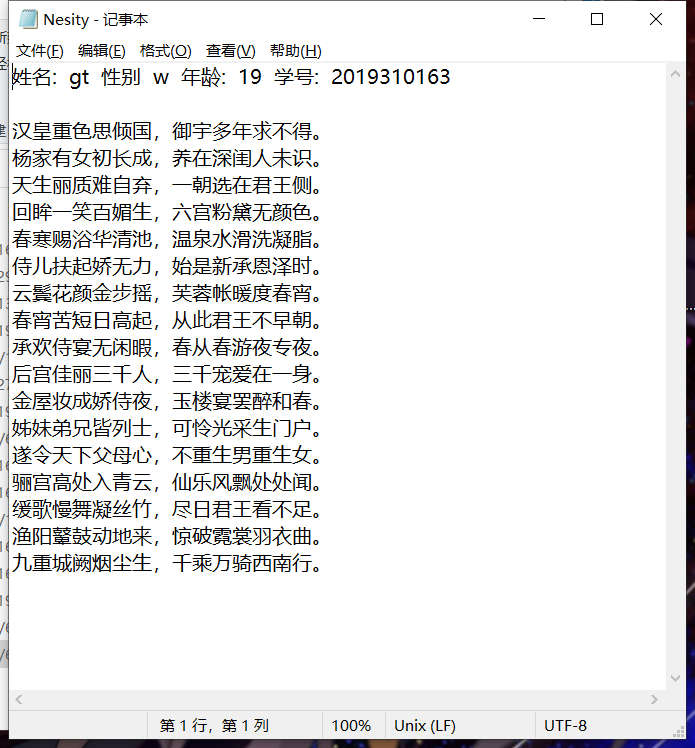 Nesity - 记事本
文件(F) 编辑(E) 格式(O) 查看(V) 帮助(H)
姓名: gt 性别 w 年龄: 19 学号: 2019310163
汉皇重色思倾国，御宇多年求不得。
杨家有女初长成，养在深闺人未识。
天生丽质难自弃，一朝选在君王侧。
回眸一笑百媚生，六宫粉黛无颜色。
春寒赐浴华清池，温泉水滑洗凝脂。
侍儿扶起娇无力，始是新承恩泽时。
云鬓花颜金步摇，芙蓉帐暖度春宵。
春宵苦短日高起，从此君王不早朝。
承欢侍宴无闲暇，春从春游夜专夜。
后宫佳丽三千人，三千宠爱在一身。
金屋妆成娇侍夜，玉楼宴罢醉和春。
姊妹弟兄皆列士，可怜光采生门户。
遂令天下父母心，不重生男重生女。
骊宫高处入青云，仙乐风飘处处闻。
缓歌慢舞凝丝竹，尽日君王看不足。
渔阳鼙鼓动地来，惊破霓裳羽衣曲。
九重城阙烟尘生，千乘万骑西南行。
第 1 行，第 1 列 100% Unix (LF) UTF-8